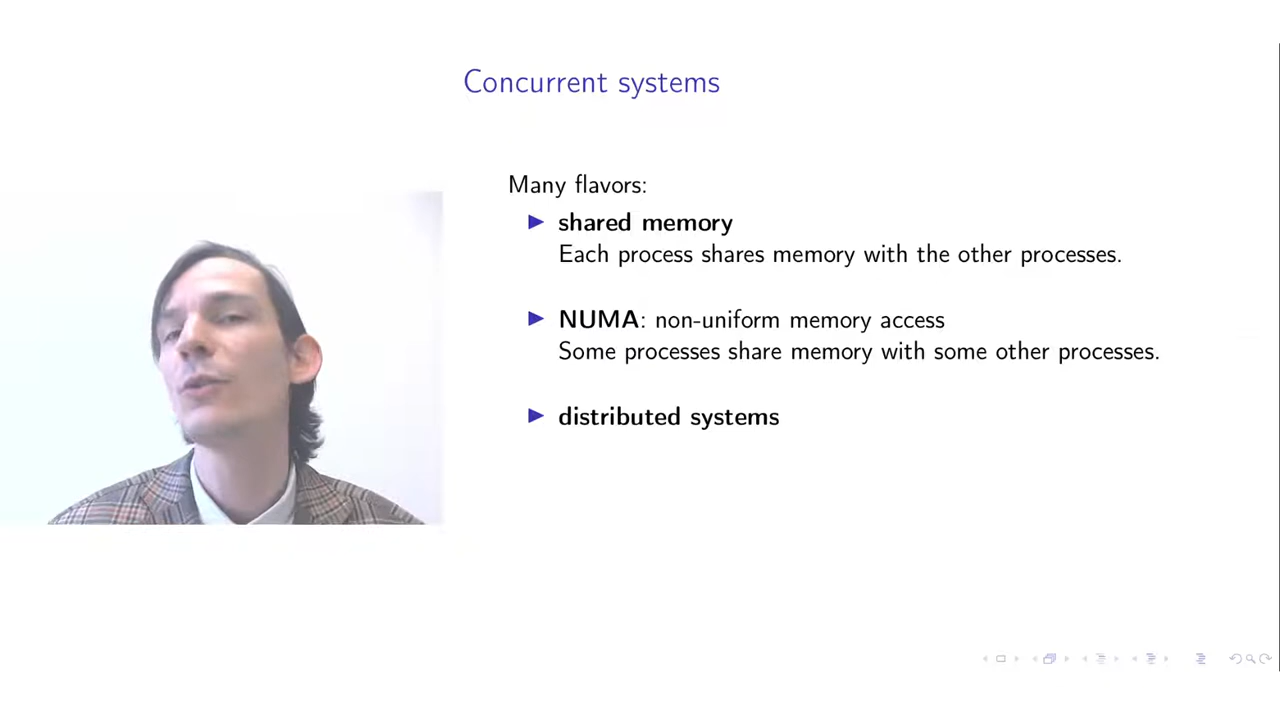 Concurrent systems
Many flavors:
shared memory
Each process shares memory with the other processes.
NUMA: non-uniform memory access
Some processes share memory with some other processes.
distributed systems